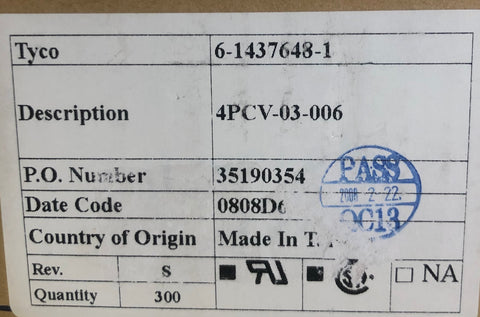 Tyco 6-1437648-1
Description 4PCV-03-006
P.O. Number 35190354
PASS
Date Code 0808D6
2008. 2. 22.
QC13
Country of Origin Made In T.
Rev. S
NA
Quantity 300